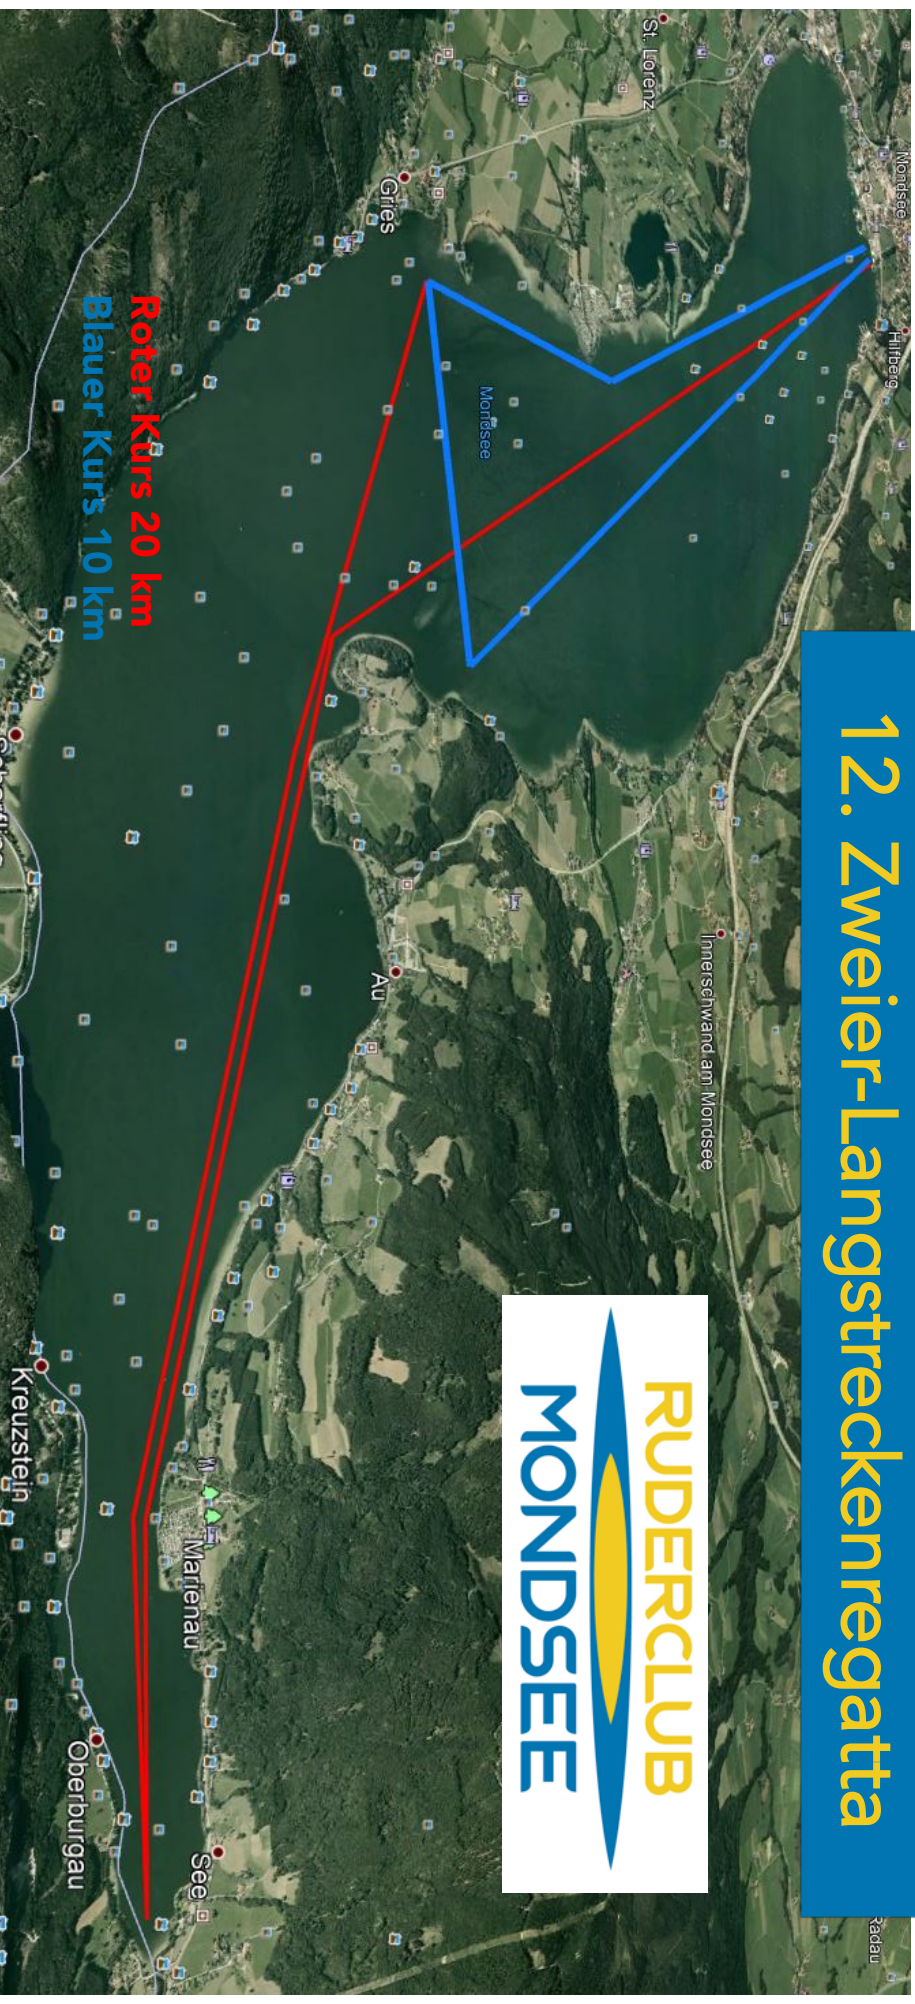 12. Zweier-Langstreckenregatta
Mondsee
Hilfberg
Radau
St. Lorenz
Innerschwand am Mondsee
RUDERCLUB
MONDSEE
Mondsee
Gries
Au
Marienau
See
Roter Kurs 20 km
Blauer Kurs 10 km
Kreuzstein
Oberburgau